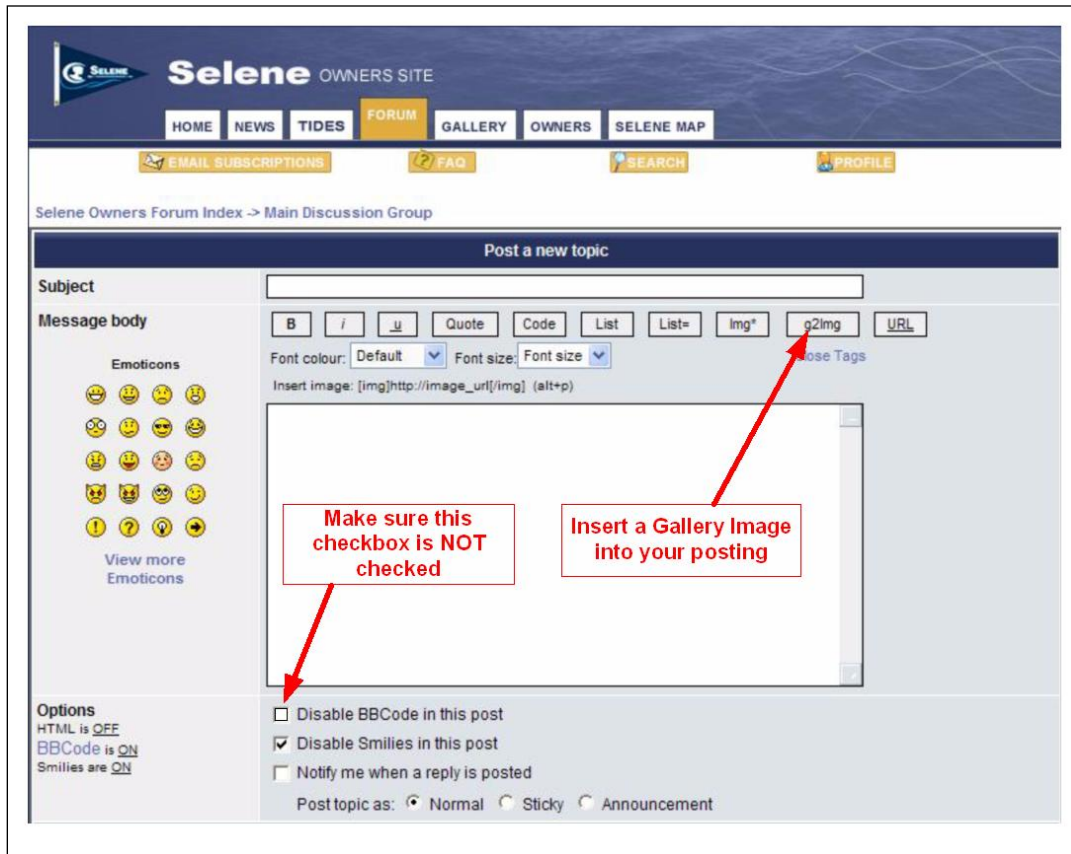 SELENE
Selene OWNERS SITE
HOME NEWS TIDES FORUM GALLERY OWNERS SELENE MAP
EMAIL SUBSCRIPTIONS FAQ SEARCH PROFILE
Selene Owners Forum Index -> Main Discussion Group
Post a new topic
Subject
Message body
B i u Quote Code List List= Img* g2Img URL
Font colour: Default Font size: Font size Close Tags
Insert image: [img]http://image_url[/img] (alt+p)
Emoticons
View more
Emoticons
Make sure this
checkbox is NOT
checked
Insert a Gallery Image
into your posting
Options
HTML is OFF
BBCode is ON
Smilies are ON
Disable BBCode in this post
Disable Smilies in this post
Notify me when a reply is posted
Post topic as: Normal Sticky Announcement